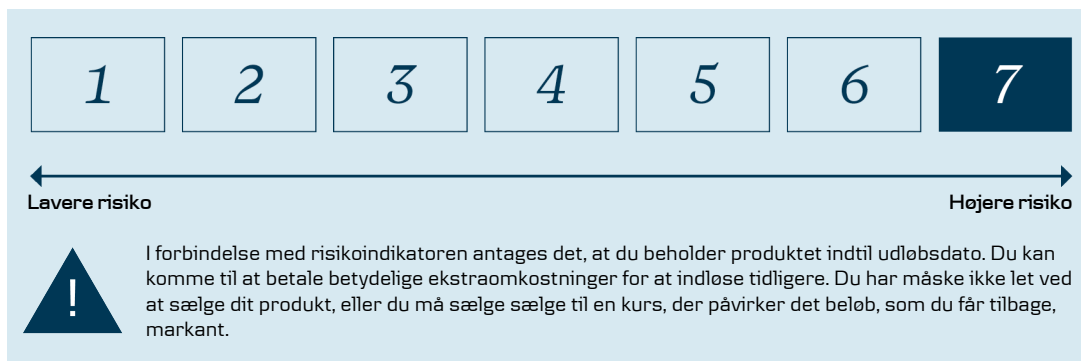 1 2 3 4 5 6 7
Lavere risiko Højere risiko
! I forbindelse med risikoindikatoren antages det, at du beholder produktet indtil udløbsdato. Du kan
komme til at betale betydelige ekstraomkostninger for at indløse tidligere. Du har måske ikke let ved
at sælge dit produkt, eller du må sælge sælge til en kurs, der påvirker det beløb, som du får tilbage,
markant.